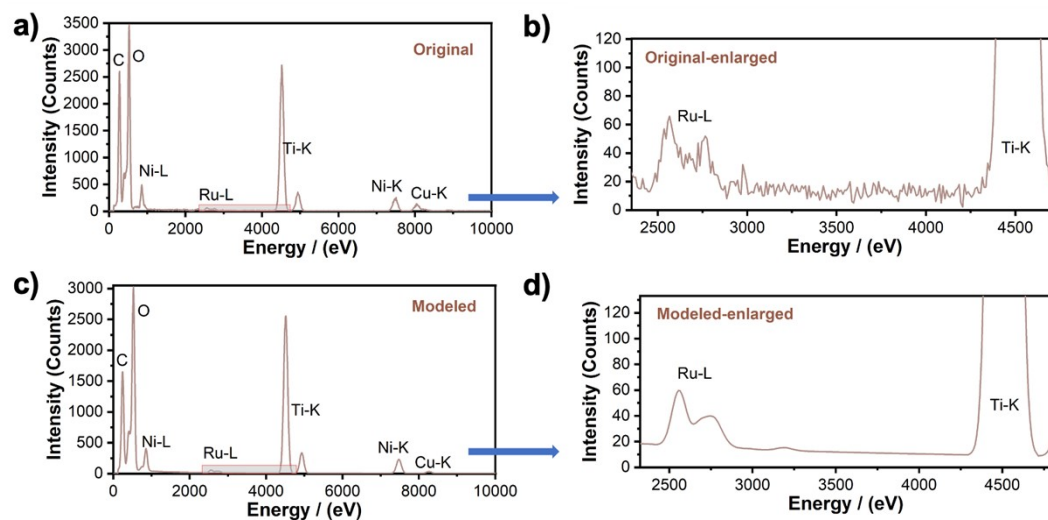 a)
Original
Intensity (Counts)
3500
3000
2500
2000
1500
1000
500
0
C
O
Ni-L
Ru-L
Ti-K
Ni-K
Cu-K
0 2000 4000 6000 8000 10000
Energy / (eV)
b)
Original-enlarged
Intensity (Counts)
120
100
80
60
40
20
0
Ru-L
Ti-K
2500 3000 3500 4000 4500
Energy / (eV)
c)
Modeled
Intensity (Counts)
3000
2500
2000
1500
1000
500
0
C
O
Ni-L
Ru-L
Ti-K
Ni-K
Cu-K
0 2000 4000 6000 8000 10000
Energy / (eV)
d)
Modeled-enlarged
Intensity (Counts)
120
100
80
60
40
20
0
Ru-L
Ti-K
2500 3000 3500 4000 4500
Energy / (eV)